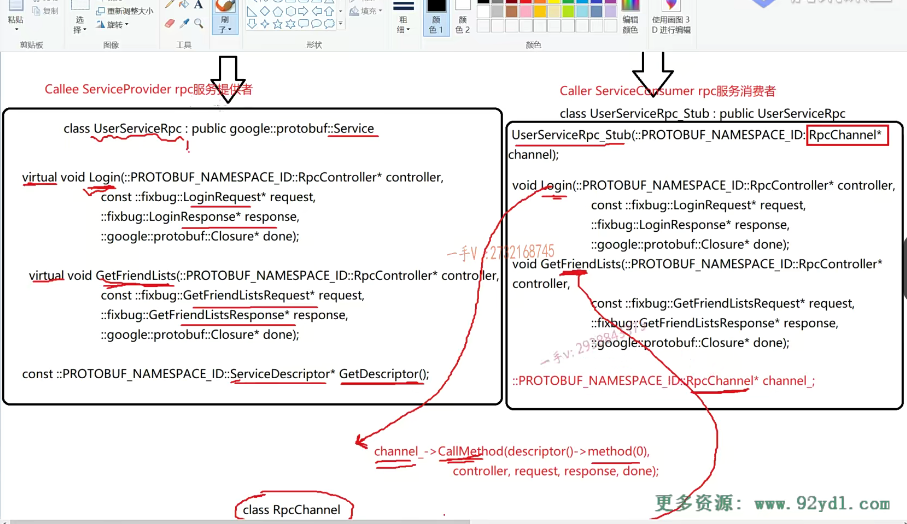 粘贴
复制
选择
重新调整大小
旋转
A
刷子
填充
粗细
颜色 1
颜色 2
编辑颜色
使用画图 3D 进行编辑
剪贴板
图像
工具
形状
颜色
Callee ServiceProvider rpc服务提供者
class UserServiceRpc : public google::protobuf::Service
virtual void Login(::PROTOBUF_NAMESPACE_ID::RpcController* controller,
const ::fixbug::LoginRequest* request,
::fixbug::LoginResponse* response,
::google::protobuf::Closure* done);
virtual void GetFriendLists(::PROTOBUF_NAMESPACE_ID::RpcController* controller,
const ::fixbug::GetFriendListsRequest* request,
::fixbug::GetFriendListsResponse* response,
::google::protobuf::Closure* done);
const ::PROTOBUF_NAMESPACE_ID::ServiceDescriptor* GetDescriptor();
Caller ServiceConsumer rpc服务消费者
class UserServiceRpc_Stub : public UserServiceRpc
UserServiceRpc_Stub(::PROTOBUF_NAMESPACE_ID::RpcChannel*
channel);
void Login(::PROTOBUF_NAMESPACE_ID::RpcController* controller,
const ::fixbug::LoginRequest* request,
::fixbug::LoginResponse* response,
::google::protobuf::Closure* done);
void GetFriendLists(::PROTOBUF_NAMESPACE_ID::RpcController*
controller,
const ::fixbug::GetFriendListsRequest* request,
::fixbug::GetFriendListsResponse* response,
::google::protobuf::Closure* done);
::PROTOBUF_NAMESPACE_ID::RpcChannel* channel_;
一手V:2732168745
一手v:
channel_->CallMethod(descriptor()->method(0),
controller, request, response, done);
class RpcChannel
更多资源: www.92ydl.com